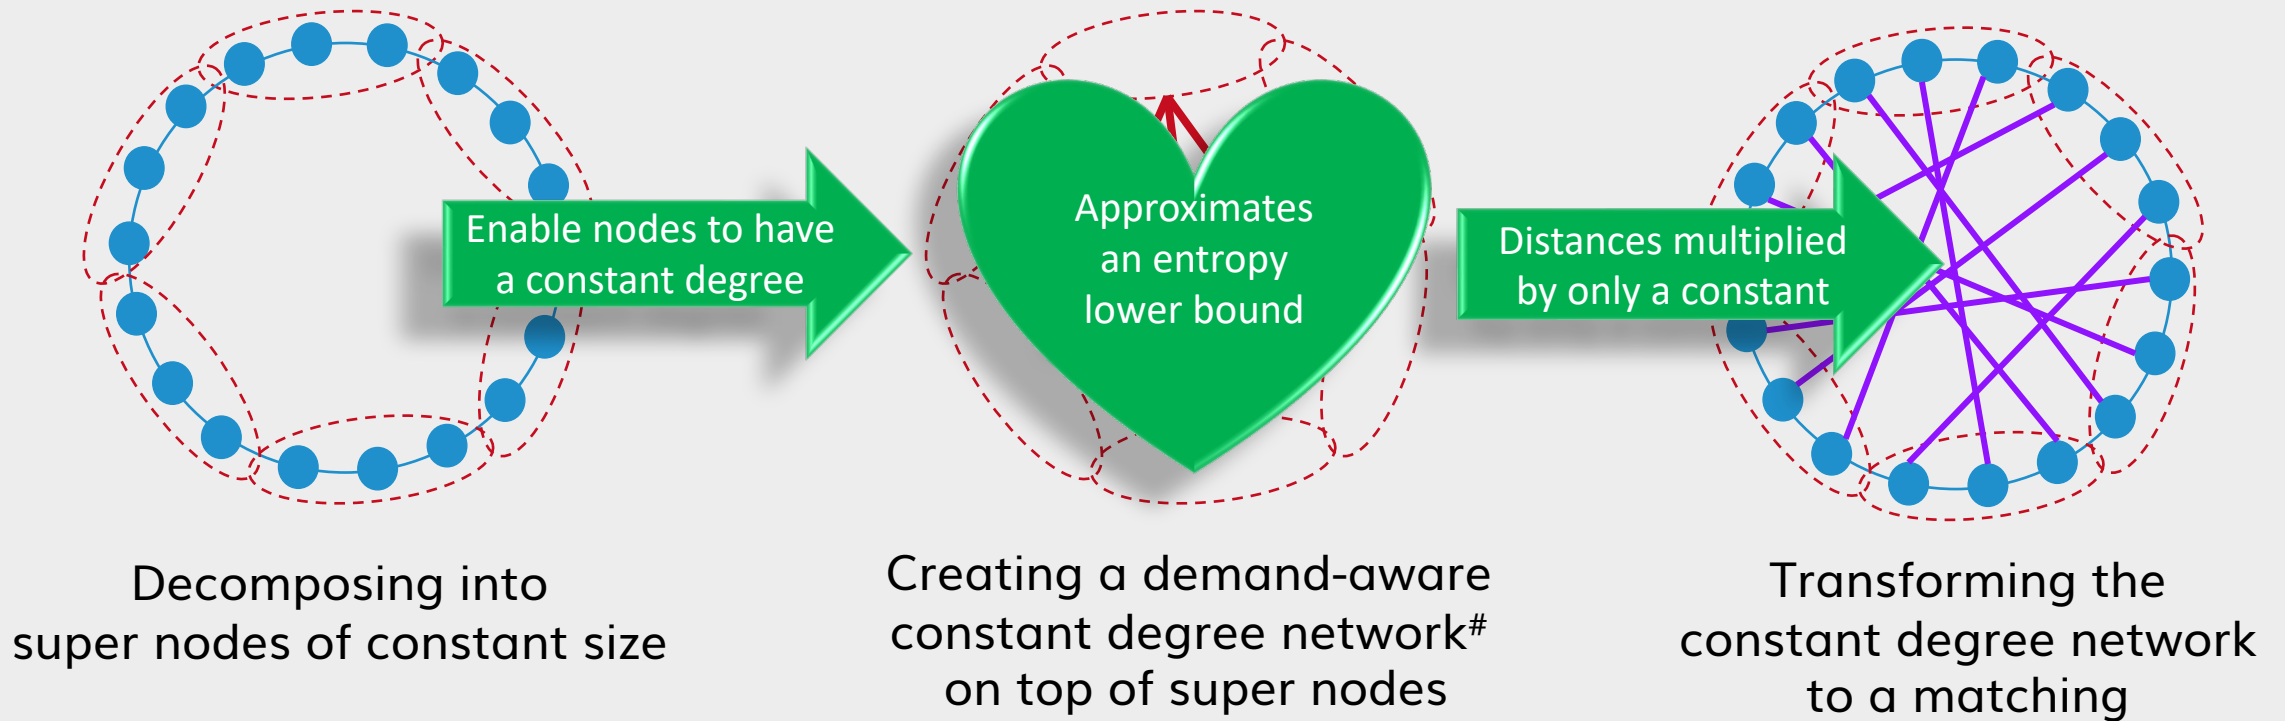 Enable nodes to have
a constant degree
Approximates
an entropy
lower bound
Distances multiplied
by only a constant
Decomposing into
super nodes of constant size
Creating a demand-aware
constant degree network#
on top of super nodes
Transforming the
constant degree network
to a matching